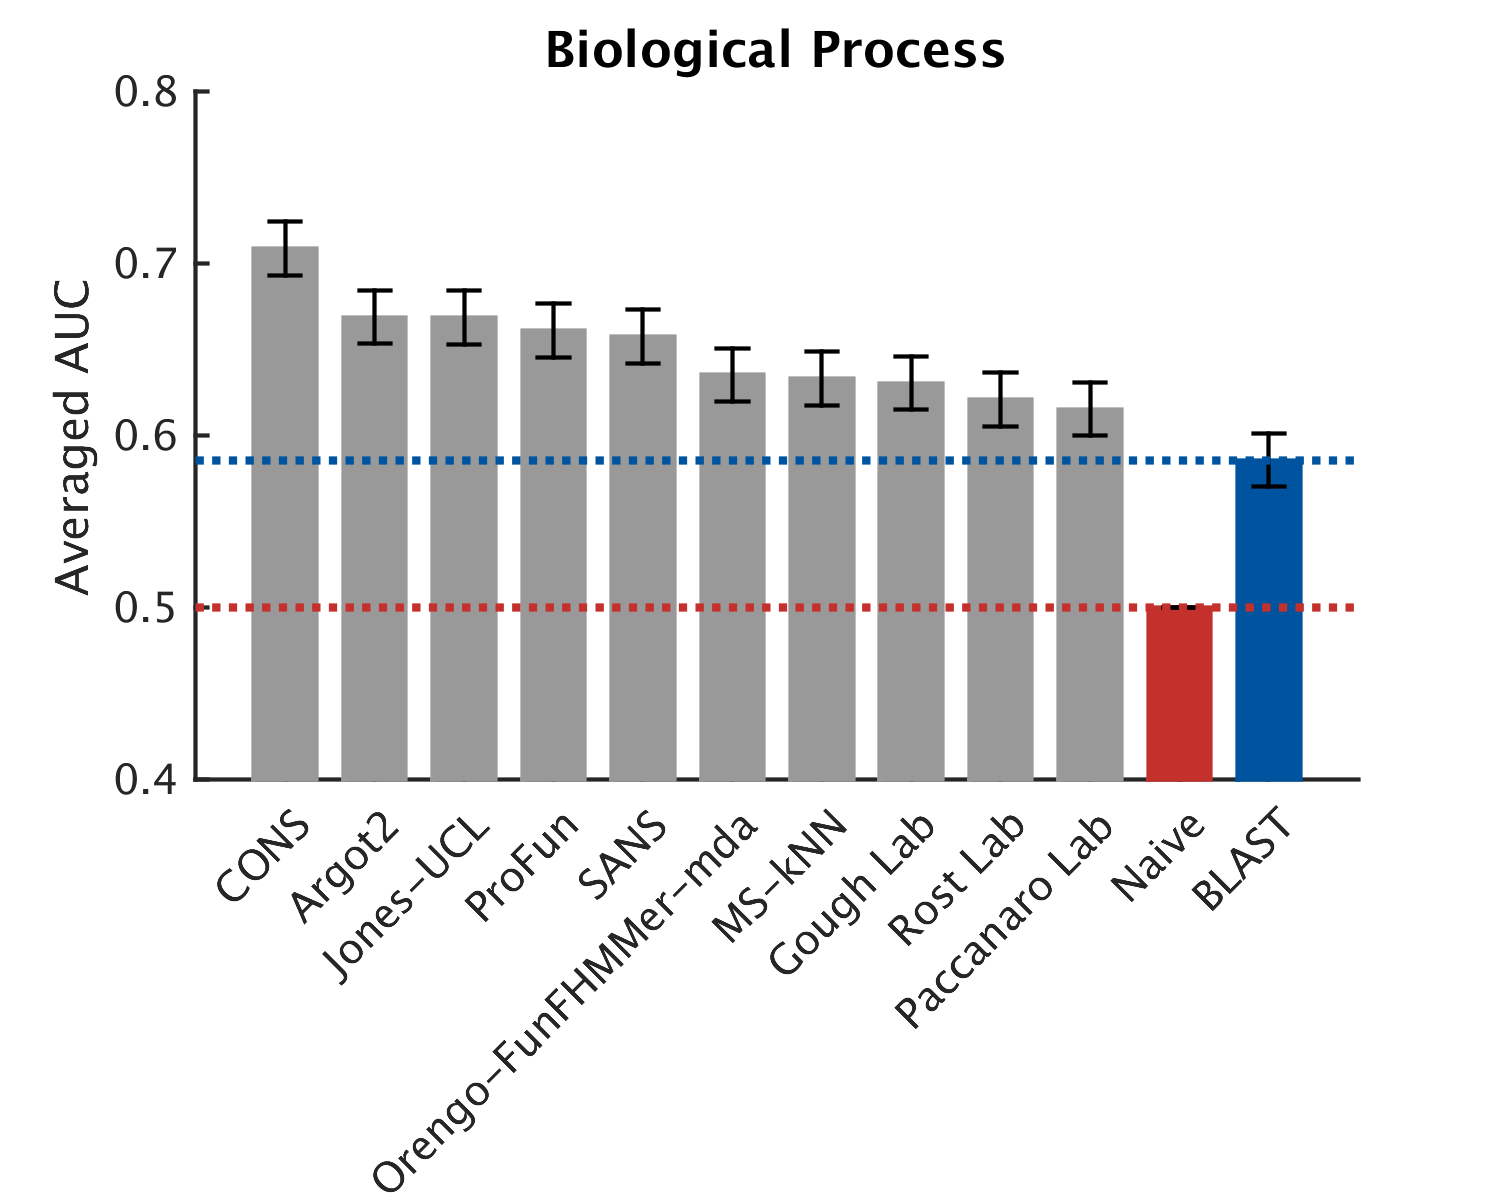 Biological Process
Averaged AUC
0.8
0.7
0.6
0.5
0.4
CONS
Argot2
Jones-UCL
ProFun
SANS
Orengo-FunFHMMer-mda
MS-kNN
Gough Lab
Rost Lab
Paccanaro Lab
Naive
BLAST